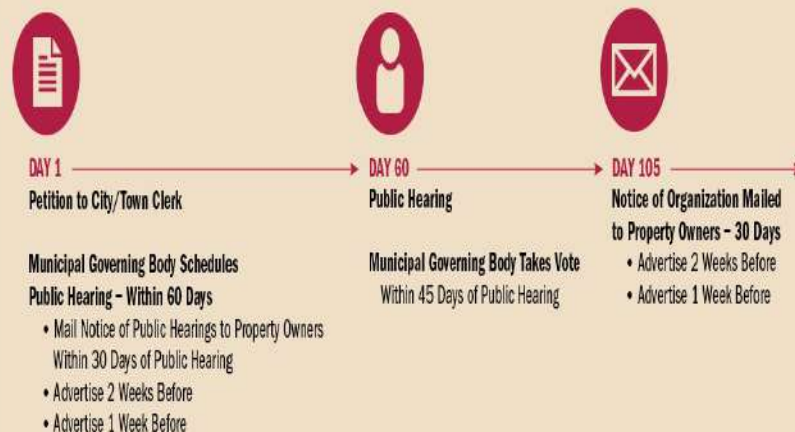 DAY 1
Petition to City/Town Clerk
Municipal Governing Body Schedules
Public Hearing – Within 60 Days
• Mail Notice of Public Hearings to Property Owners
Within 30 Days of Public Hearing
• Advertise 2 Weeks Before
• Advertise 1 Week Before
DAY 60
Public Hearing
Municipal Governing Body Takes Vote
Within 45 Days of Public Hearing
DAY 105
Notice of Organization Mailed
to Property Owners – 30 Days
• Advertise 2 Weeks Before
• Advertise 1 Week Before